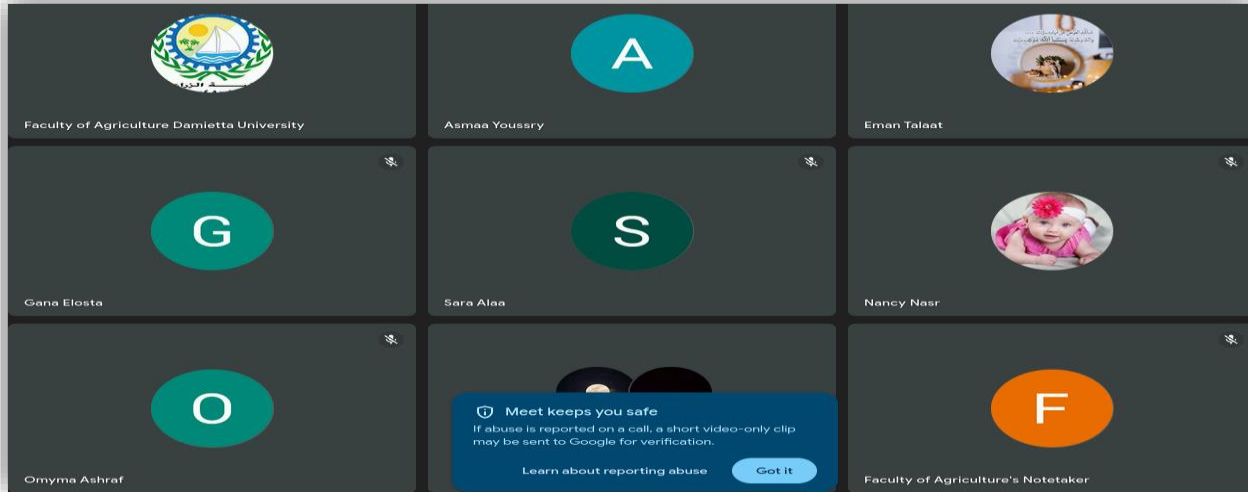 Faculty of Agriculture Damietta University
A
Asmaa Youssry
Eman Talaat
G
Gana Elosta
S
Sara Alaa
Nancy Nasr
O
Omyma Ashraf
Meet keeps you safe
If abuse is reported on a call, a short video-only clip
may be sent to Google for verification.
Learn about reporting abuse
Got it
F
Faculty of Agriculture's Notetaker